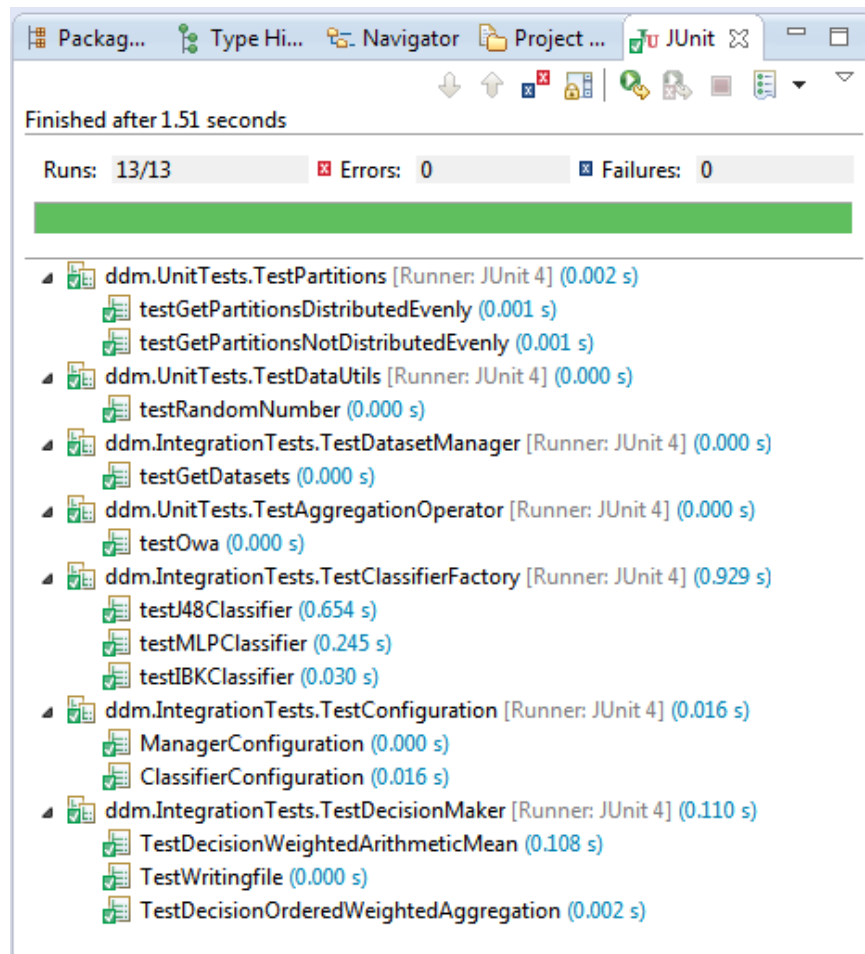 Packag... Type Hi... Navigator Project ... JUnit
Finished after 1.51 seconds
Runs: 13/13 Errors: 0 Failures: 0
ddm.UnitTests.TestPartitions [Runner: JUnit 4] (0.002 s)
testGetPartitionsDistributedEvenly (0.001 s)
testGetPartitionsNotDistributedEvenly (0.001 s)
ddm.UnitTests.TestDataUtils [Runner: JUnit 4] (0.000 s)
testRandomNumber (0.000 s)
ddm.IntegrationTests.TestDatasetManager [Runner: JUnit 4] (0.000 s)
testGetDatasets (0.000 s)
ddm.UnitTests.TestAggregationOperator [Runner: JUnit 4] (0.000 s)
testOwa (0.000 s)
ddm.IntegrationTests.TestClassifierFactory [Runner: JUnit 4] (0.929 s)
testJ48Classifier (0.654 s)
testMLPClassifier (0.245 s)
testIBKClassifier (0.030 s)
ddm.IntegrationTests.TestConfiguration [Runner: JUnit 4] (0.016 s)
ManagerConfiguration (0.000 s)
ClassifierConfiguration (0.016 s)
ddm.IntegrationTests.TestDecisionMaker [Runner: JUnit 4] (0.110 s)
TestDecisionWeightedArithmeticMean (0.108 s)
TestWritingfile (0.000 s)
TestDecisionOrderedWeightedAggregation (0.002 s)